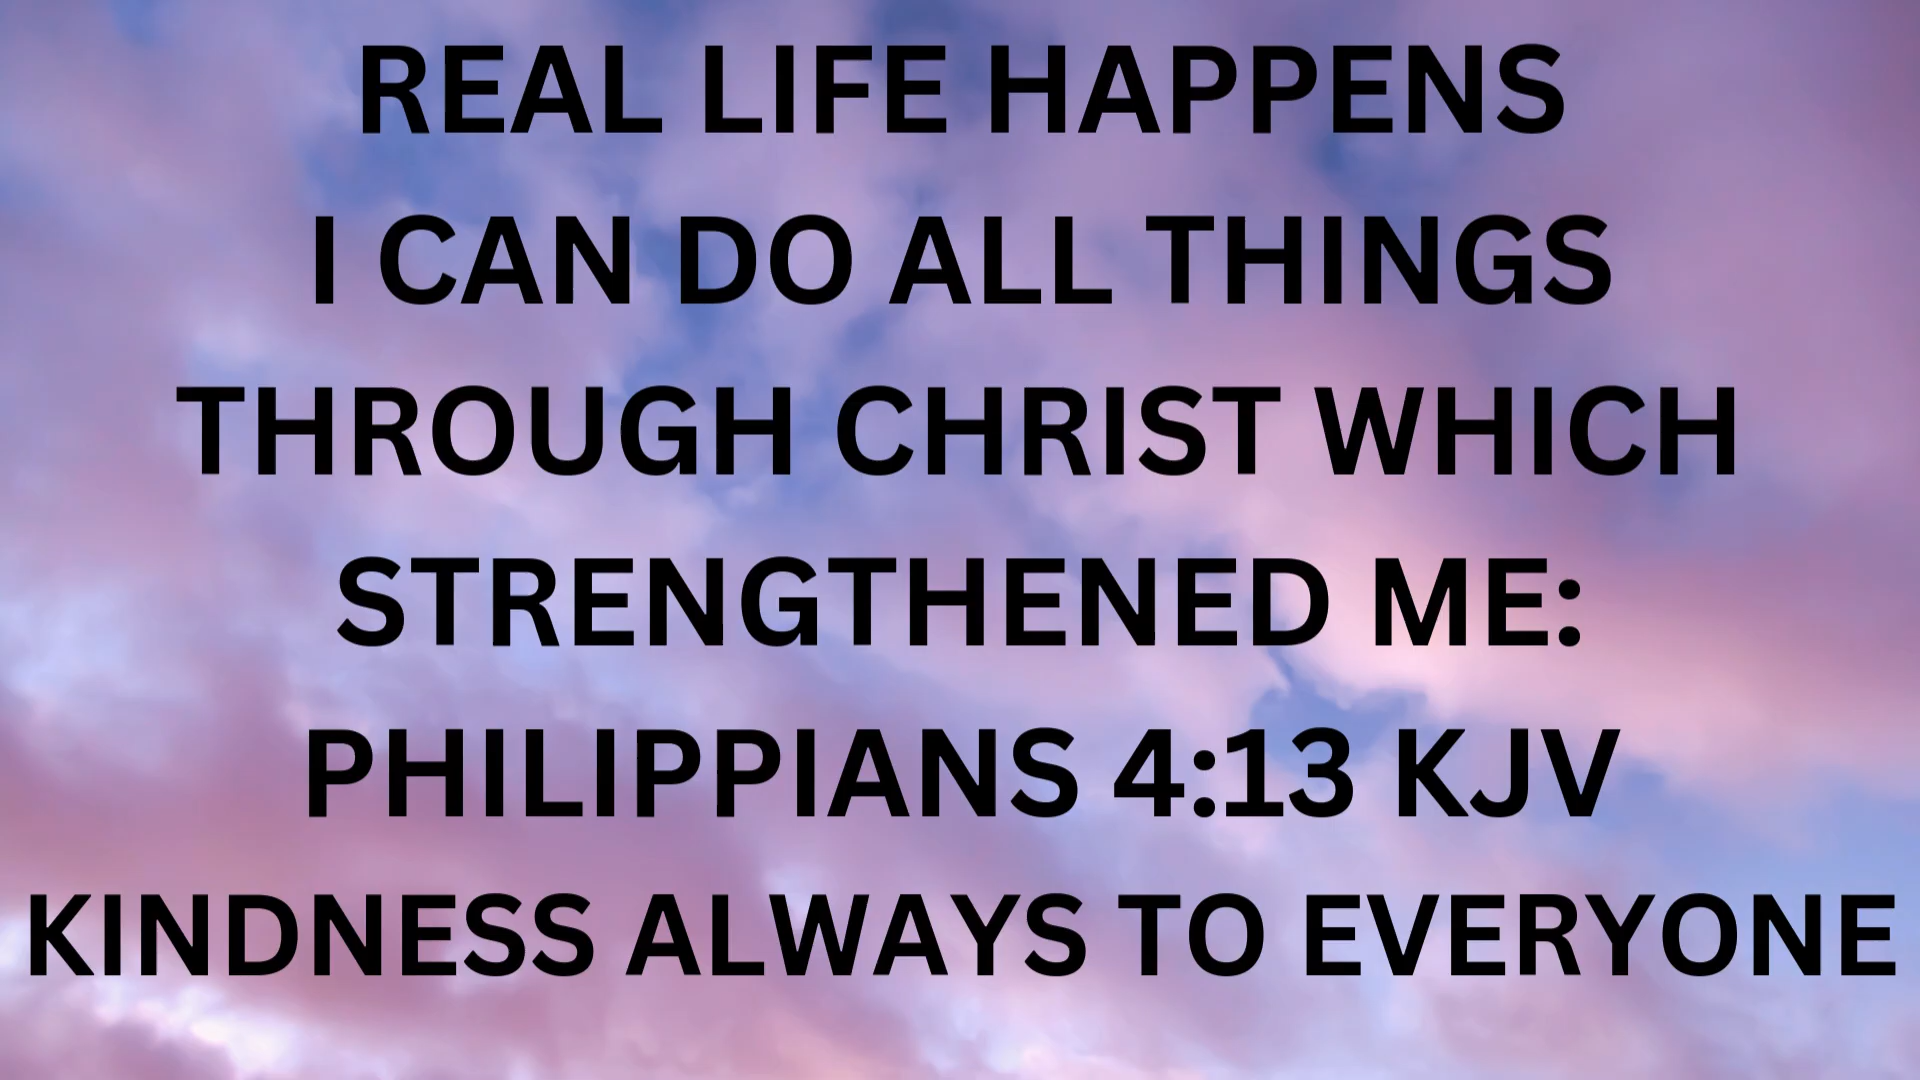 REAL LIFE HAPPENS
I CAN DO ALL THINGS
THROUGH CHRIST WHICH
STRENGTHENED ME:
PHILIPPIANS 4:13 KJV
KINDNESS ALWAYS TO EVERYONE